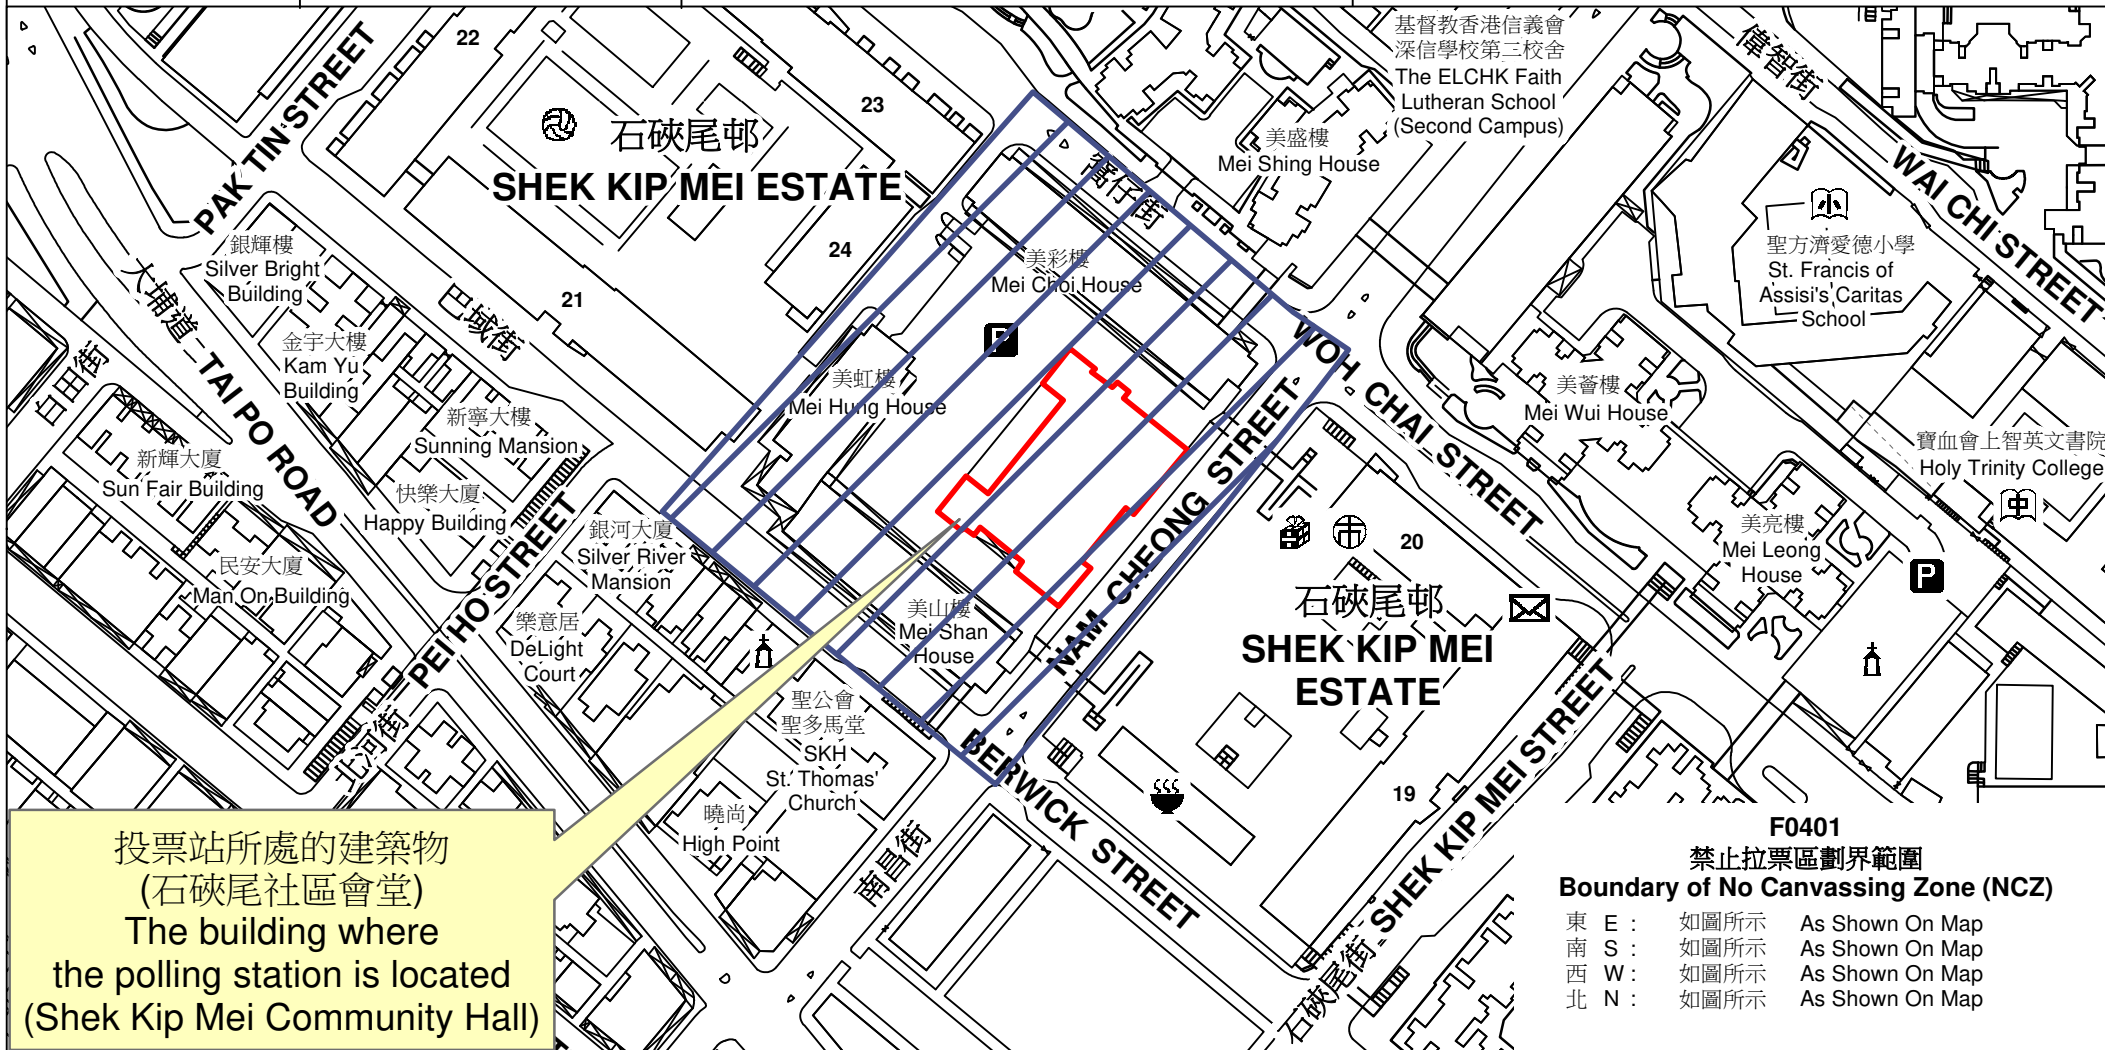 22
23
24
21
20
19
石硤尾邨
SHEK KIP MEI ESTATE
PAK TIN STREET
基督教香港信義會
深信學校第二校舍
The ELCHK Faith
Lutheran School
(Second Campus)
偉智街
WAI CHI STREET
美盛樓
Mei Shing House
窩仔街
WOH CHAI STREET
聖方濟愛德小學
St. Francis of
Assisi's Caritas
School
銀輝樓
Silver Bright
Building
大埔道
TAI PO ROAD
金宇大樓
Kam Yu
Building
巴域街
白田街
新寧大樓
Sunning Mansion
新輝大廈
Sun Fair Building
快樂大廈
Happy Building
民安大廈
Man On Building
美彩樓
Mei Choi House
P
美虹樓
Mei Hung House
美薈樓
Mei Wui House
寶血會上智英文書院
Holy Trinity College
中
小
美亮樓
Mei Leong
House
P
銀河大廈
Silver River
Mansion
樂意居
DeLight
Court
PEI HO STREET
北河街
美山樓
Mei Shan
House
NAM CHEONG STREET
南昌街
石硤尾邨
SHEK KIP MEI
ESTATE
聖公會
聖多馬堂
SKH
St. Thomas'
Church
曉尚
High Point
BERWICK STREET
石硤尾街 SHEK KIP MEI STREET
投票站所處的建築物
(石硤尾社區會堂)
The building where
the polling station is located
(Shek Kip Mei Community Hall)
F0401
禁止拉票區劃界範圍
Boundary of No Canvassing Zone (NCZ)
東 E : 如圖所示 As Shown On Map
南 S : 如圖所示 As Shown On Map
西 W : 如圖所示 As Shown On Map
北 N : 如圖所示 As Shown On Map